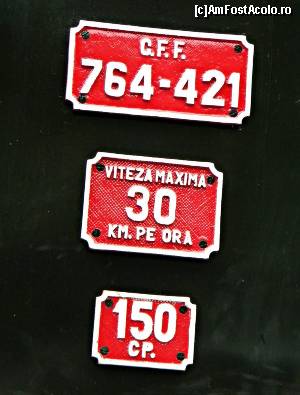 [c]AmFostAcolo.ro
C.F.F.
764-421
VITEZA MAXIMA
30
KM. PE ORA
150
CP.